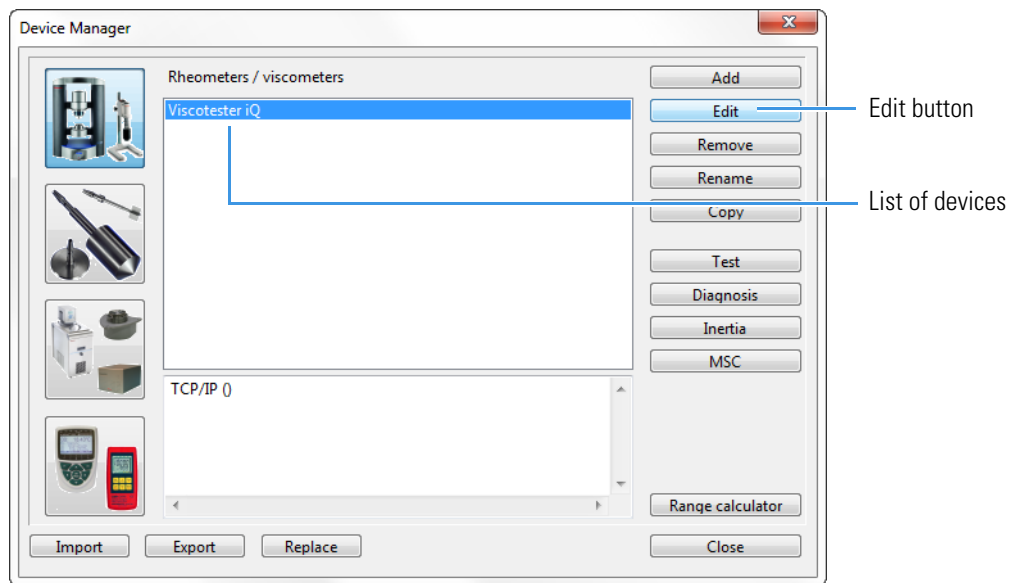 Device Manager
Rheometers / viscometers
Viscotester iQ
TCP/IP ()
Add
Edit
Remove
Rename
Copy
Test
Diagnosis
Inertia
MSC
Range calculator
Import
Export
Replace
Close
Edit button
List of devices